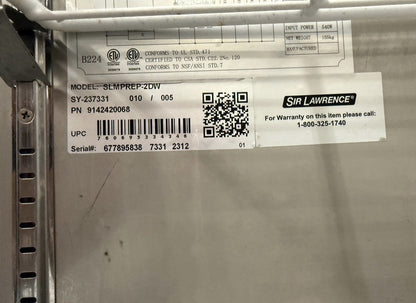 INPUT POWER 540W
NET WEIGHT 155kg
MANUFACTURED
B224
CONFORMS TO UL STD.471
CERTIFIED TO CSA STD.C22.2No.120
CONFORMS TO NSF/ANSI STD.7
MODEL: SLMPREP-2DW
SY-237331 010 / 005
PN 9142420068
UPC
Serial#: 677895838 7331 2312
01
SIR LAWRENCE®
For Warranty on this item please call:
1-800-325-1740